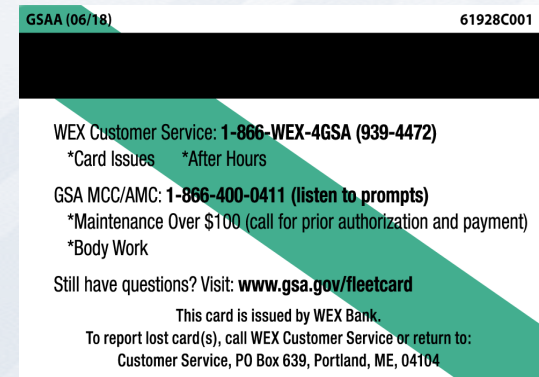 GSAA (06/18) 61928C001
WEX Customer Service: 1-866-WEX-4GSA (939-4472)
*Card Issues *After Hours
GSA MCC/AMC: 1-866-400-0411 (listen to prompts)
*Maintenance Over $100 (call for prior authorization and payment)
*Body Work
Still have questions? Visit: www.gsa.gov/fleetcard
This card is issued by WEX Bank.
To report lost card(s), call WEX Customer Service or return to:
Customer Service, PO Box 639, Portland, ME, 04104